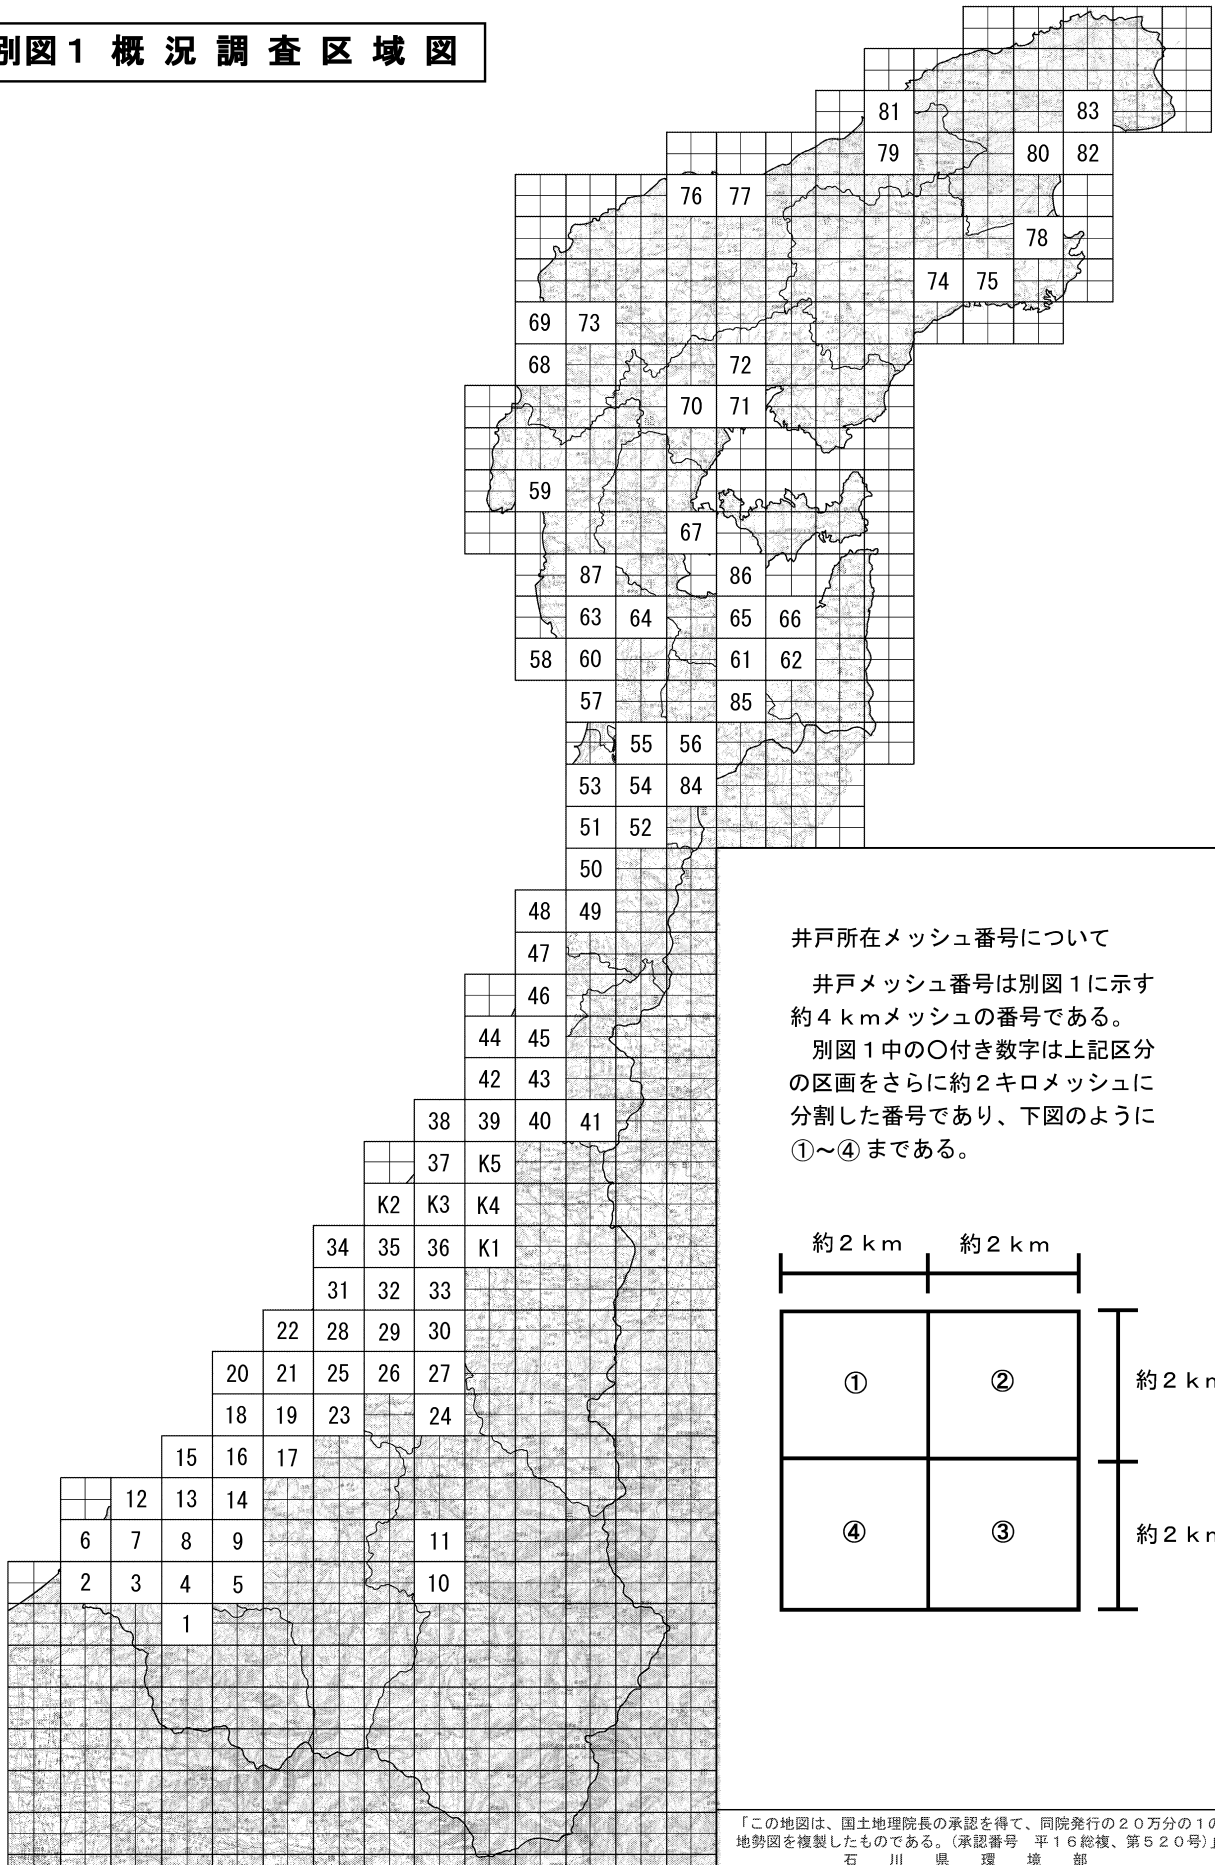 別図1 概況調査区域図
81 83
79 80 82
76 77
78
74 75
69 73
68 72
70 71
59
67
87 86
63 64 65 66
58 60 61 62
57 85
55 56
53 54 84
51 52
50
48 49
47
46
44 45
42 43
38 39 40 41
37 K5
K2 K3 K4
34 35 36 K1
31 32 33
22 28 29 30
20 21 25 26 27
18 19 23 24
15 16 17
12 13 14
6 7 8 9 11
2 3 4 5 10
1
井戸所在メッシュ番号について
井戸メッシュ番号は別図1に示す
約4kmメッシュの番号である。
別図1中の〇付き数字は上記区分
の区画をさらに約2キロメッシュに
分割した番号であり、下図のように
①~④まである。
約2km 約2km
① ② 約2km
④ ③ 約2km
「この地図は、国土地理院長の承認を得て、同院発行の20万分の1の
地勢図を複製したものである。(承認番号 平16総複、第520号)」
石川県環境部